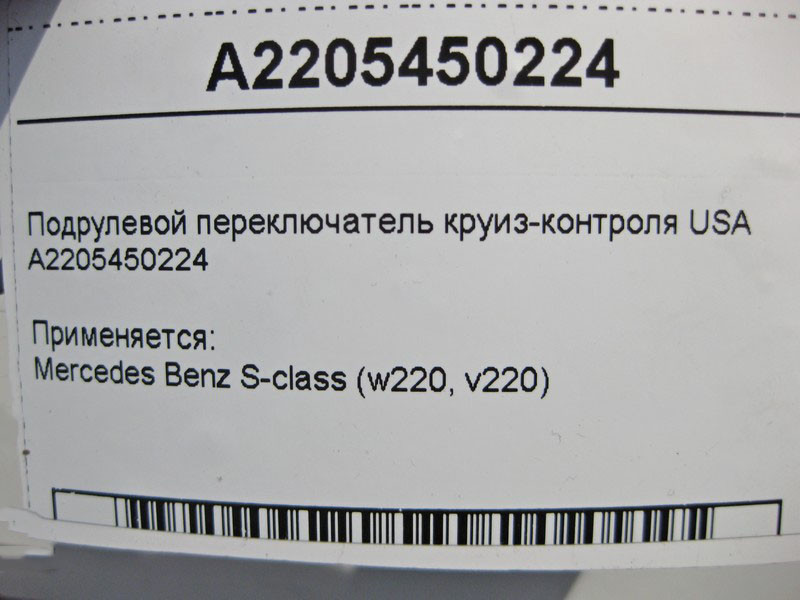 A2205450224
Подрулевой переключатель круиз-контроля USA
A2205450224
Применяется:
Mercedes Benz S-class (w220, v220)